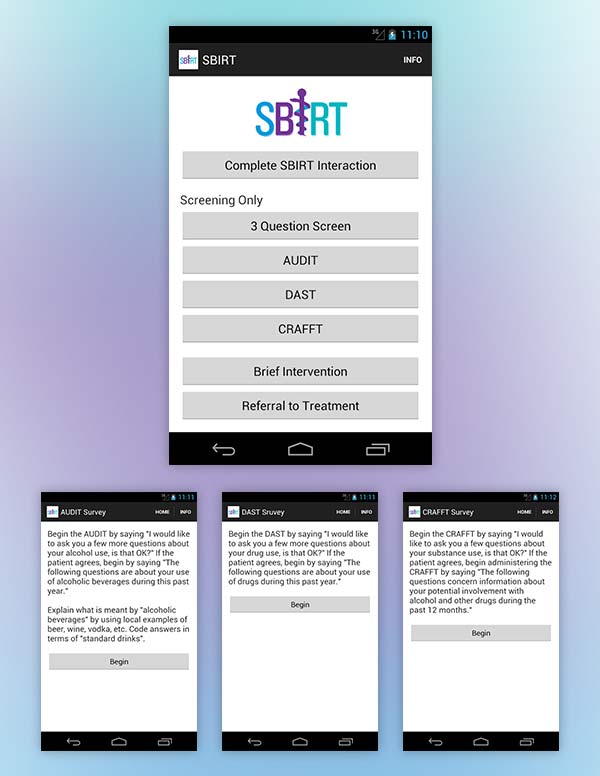 3G 11:10
SBIRT SBIRT INFO
SBIRT
Complete SBIRT Interaction
Screening Only
3 Question Screen
AUDIT
DAST
CRAFFT
Brief Intervention
Referral to Treatment
3G 11:11
AUDIT Survey HOME INFO
Begin the AUDIT by saying "I would
like to ask you a few more questions about
your alcohol use, is that OK?" If the
patient agrees, begin by saying "The
following questions are about your use
of alcoholic beverages during this past
year."
Explain what is meant by "alcoholic
beverages" by using local examples of
beer, wine, vodka, etc. Code answers in
terms of "standard drinks".
Begin
3G 11:11
DAST Sruvey HOME INFO
Begin the DAST by saying "I would like
to ask you a few more questions about
your drug use, is that OK?" If the
patient agrees, begin by saying "The
following questions are about your use
of drugs during this past year."
Begin
3G 11:12
CRAFFT Survey HOME INFO
Begin the CRAFFT by saying "I would
like to ask you a few questions about
your substance use, is that OK?" If the
patient agrees, begin administering the
CRAFFT by saying "The following
questions concern information about
your potential involvement with
alcohol and other drugs during the
past 12 months."
Begin